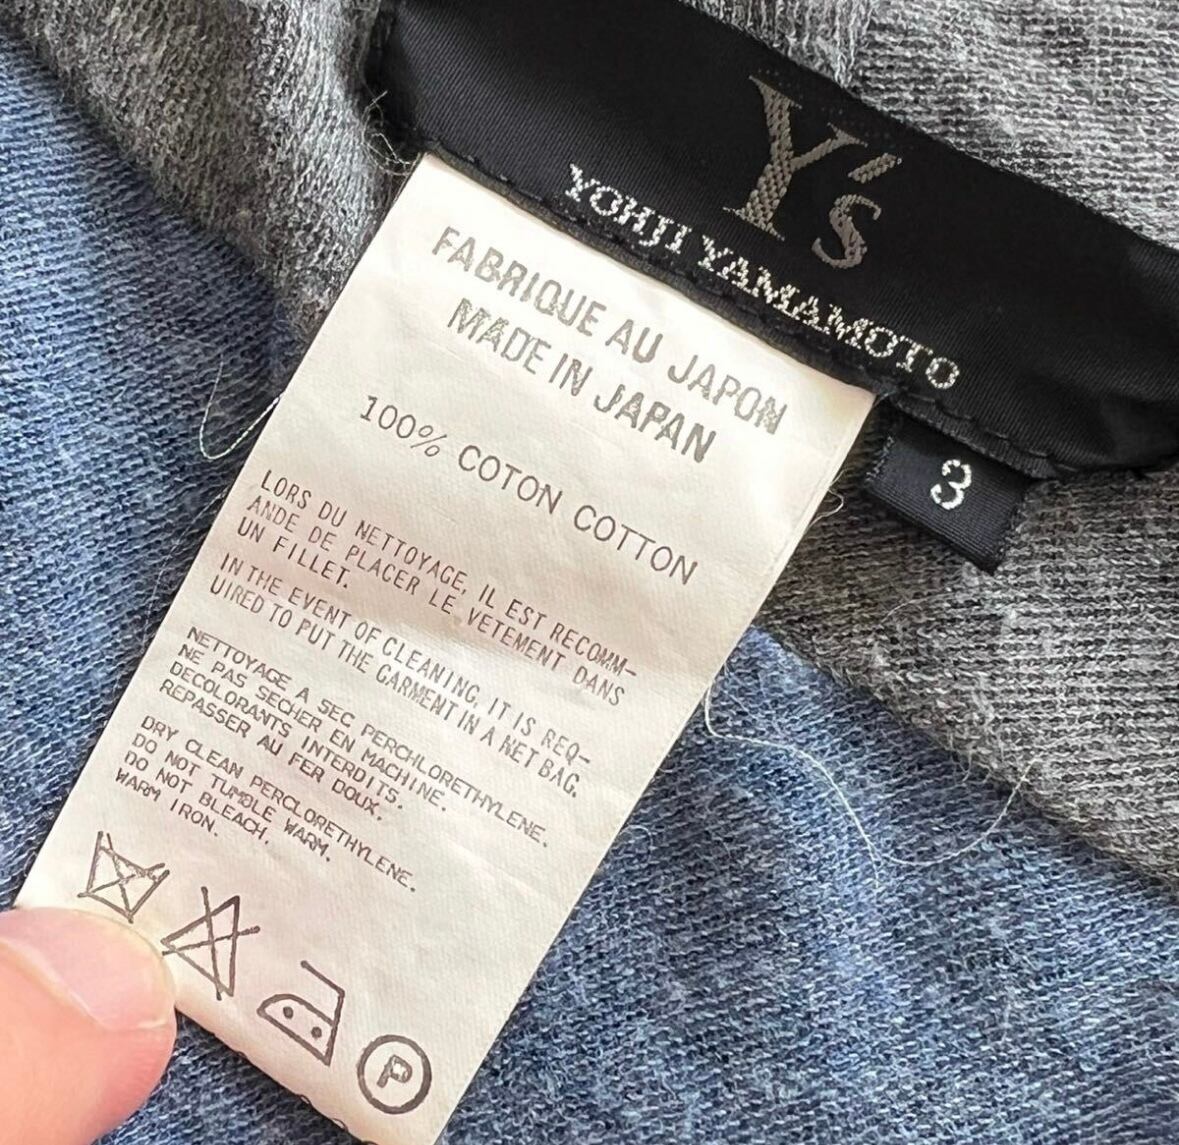 Y's
YOHJI YAMAMOTO
3
FABRIQUE AU JAPON
MADE IN JAPAN
100% COTON COTTON
LORS DU NETTOYAGE, IL EST RECOMM-
ANDE DE PLACER LE VETEMENT DANS
UN FILLET.
IN THE EVENT OF CLEANING, IT IS REQ-
UIRED TO PUT THE GARMENT IN A NET BAG.
NETTOYAGE A SEC PERCHLORETHYLENE.
NE PAS SECHER EN MACHINE.
DECOLORANTS INTERDITS.
REPASSER AU FER DOUX.
DRY CLEAN PERCLORETHYLENE.
DO NOT TUMBLE WARM.
DO NOT BLEACH,
WARM IRON.
P